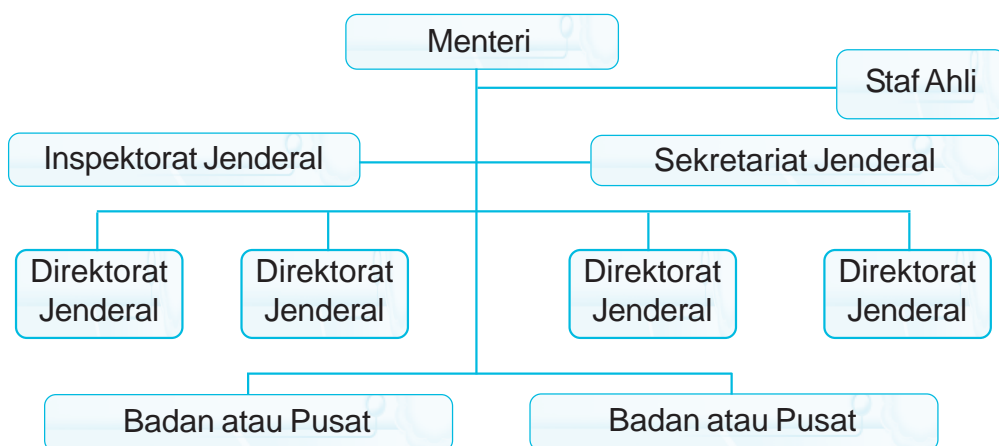 Menteri
Staf Ahli
Inspektorat Jenderal
Sekretariat Jenderal
Direktorat
Jenderal
Direktorat
Jenderal
Direktorat
Jenderal
Direktorat
Jenderal
Badan atau Pusat
Badan atau Pusat